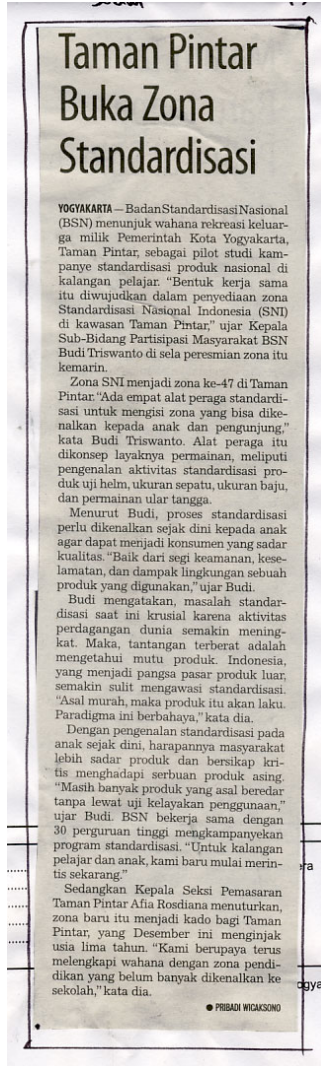 Taman Pintar
Buka Zona
Standardisasi
YOGYAKARTA — Badan Standardisasi Nasional
(BSN) menunjuk wahana rekreasi keluar-
ga milik Pemerintah Kota Yogyakarta,
Taman Pintar, sebagai pilot studi kam-
panye standardisasi produk nasional di
kalangan pelajar. “Bentuk kerja sama
itu diwujudkan dalam penyediaan zona
Standardisasi Nasional Indonesia (SNI)
di kawasan Taman Pintar,” ujar Kepala
Sub-Bidang Partisipasi Masyarakat BSN
Budi Triswanto di sela peresmian zona itu
kemarin.
Zona SNI menjadi zona ke-47 di Taman
Pintar. “Ada empat alat peraga standardi-
sasi untuk mengisi zona yang bisa dike-
nalkan kepada anak dan pengunjung,”
kata Budi Triswanto. Alat peraga itu
dikonsep layaknya permainan, meliputi
pengenalan aktivitas standardisasi pro-
duk uji helm, ukuran sepatu, ukuran baju,
dan permainan ular tangga.
Menurut Budi, proses standardisasi
perlu dikenalkan sejak dini kepada anak
agar dapat menjadi konsumen yang sadar
kualitas. “Baik dari segi keamanan, kese-
lamatan, dan dampak lingkungan sebuah
produk yang digunakan,” ujar Budi.
Budi mengatakan, masalah standar-
disasi saat ini krusial karena aktivitas
perdagangan dunia semakin mening-
kat. Maka, tantangan terberat adalah
mengetahui mutu produk. Indonesia,
yang menjadi pangsa pasar produk luar,
semakin sulit mengawasi standardisasi.
“Asal murah, maka produk itu akan laku.
Paradigma ini berbahaya,” kata dia.
Dengan pengenalan standardisasi pada
anak sejak dini, harapannya masyarakat
lebih sadar produk dan bersikap kri-
tis menghadapi serbuan produk asing.
“Masih banyak produk yang asal beredar
tanpa lewat uji kelayakan penggunaan,”
ujar Budi. BSN bekerja sama dengan
30 perguruan tinggi mengkampanyekan
program standardisasi. “Untuk kalangan
pelajar dan anak, kami baru mulai merin-
tis sekarang.”
Sedangkan Kepala Seksi Pemasaran
Taman Pintar Afia Rosdiana menuturkan,
zona baru itu menjadi kado bagi Taman
Pintar, yang Desember ini menginjak
usia lima tahun. “Kami berupaya terus
melengkapi wahana dengan zona pendi-
dikan yang belum banyak dikenalkan ke
sekolah,” kata dia.
● PRIBADI WICAKSONO